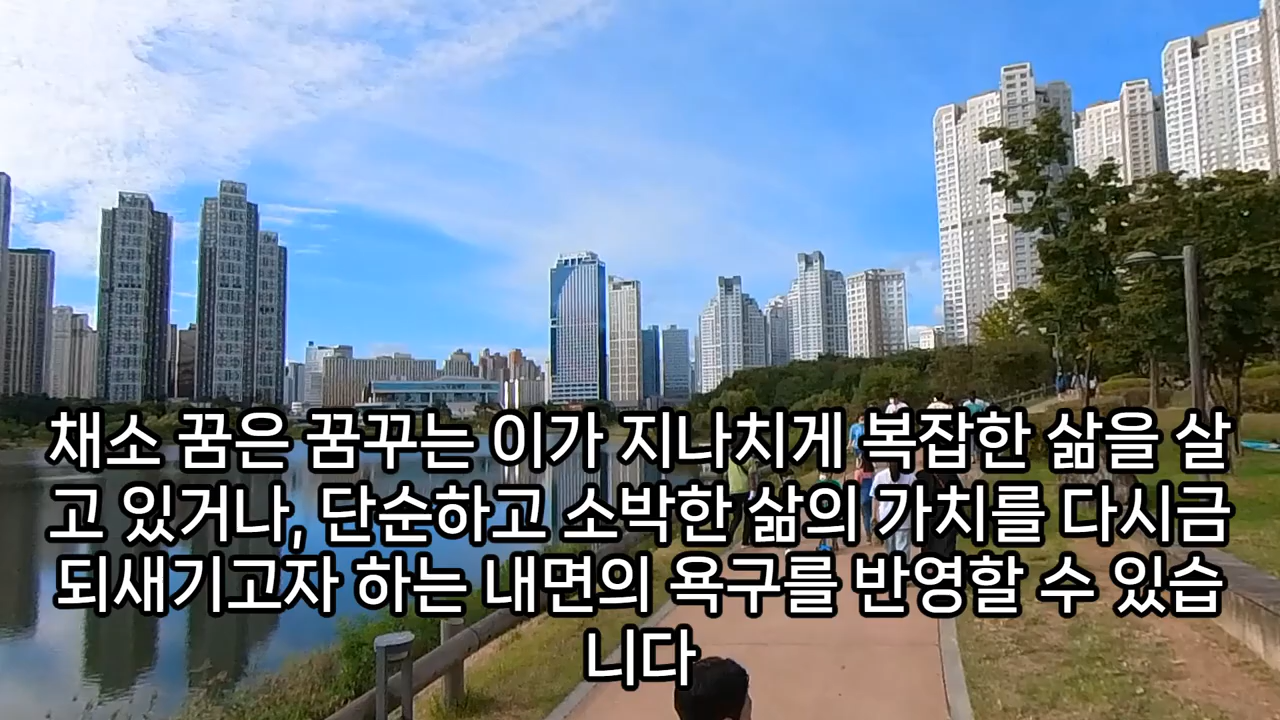 채소 꿈은 꿈꾸는 이가 지나치게 복잡한 삶을 살
고 있거나, 단순하고 소박한 삶의 가치를 다시금
되새기고자 하는 내면의 욕구를 반영할 수 있습
니다